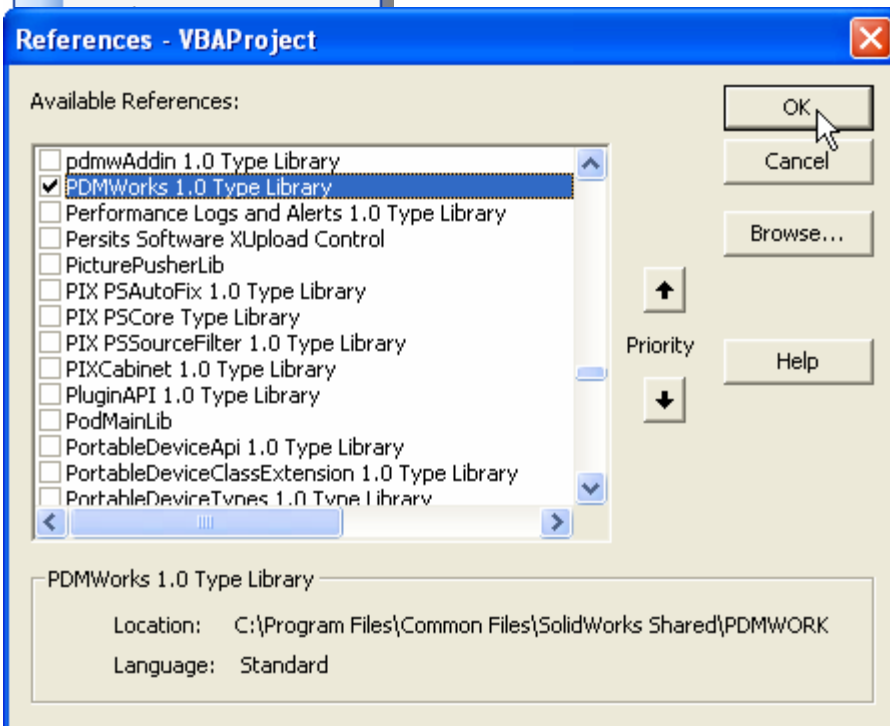 References - VBAProject
Available References:
pdmwAddin 1.0 Type Library
PDMWorks 1.0 Type Library
Performance Logs and Alerts 1.0 Type Library
Persits Software XUpload Control
PicturePusherLib
PIX PSAutoFix 1.0 Type Library
PIX PSCore Type Library
PIX PSSourceFilter 1.0 Type Library
PIXCabinet 1.0 Type Library
PluginAPI 1.0 Type Library
PodMainLib
PortableDeviceApi 1.0 Type Library
PortableDeviceClassExtension 1.0 Type Library
PortableDeviceTypes 1.0 Type Library
OK
Cancel
Browse...
Priority
Help
PDMWorks 1.0 Type Library
Location: C:\Program Files\Common Files\SolidWorks Shared\PDMWORK
Language: Standard